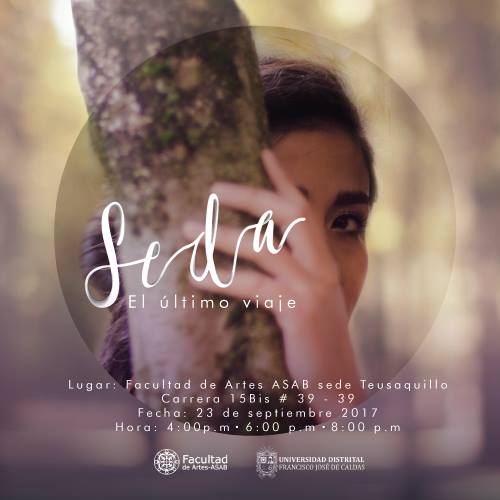 Seda
El último viaje
Lugar: Facultad de Artes ASAB sede Teusaquillo
Carrera 15Bis # 39 - 39
Fecha: 23 de septiembre 2017
Hora: 4:00p.m • 6:00 p.m • 8:00 p.m
Facultad
de Artes-ASAB
UNIVERSIDAD DISTRITAL
FRANCISCO JOSÉ DE CALDAS